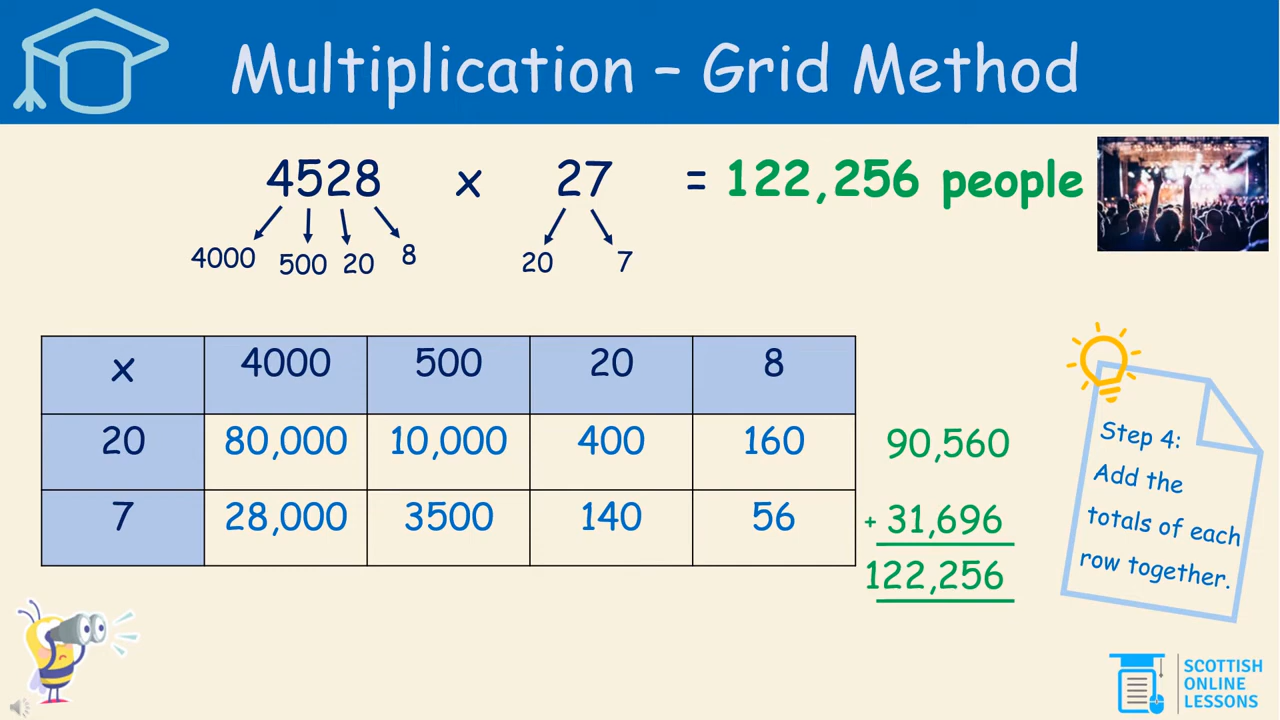 Multiplication – Grid Method
4528 x 27 = 122,256 people
4000 500 20 8 20 7
x 4000 500 20 8
20 80,000 10,000 400 160 90,560
7 28,000 3500 140 56 + 31,696
122,256
Step 4:
Add the
totals of each
row together.
SCOTTISH
ONLINE
LESSONS